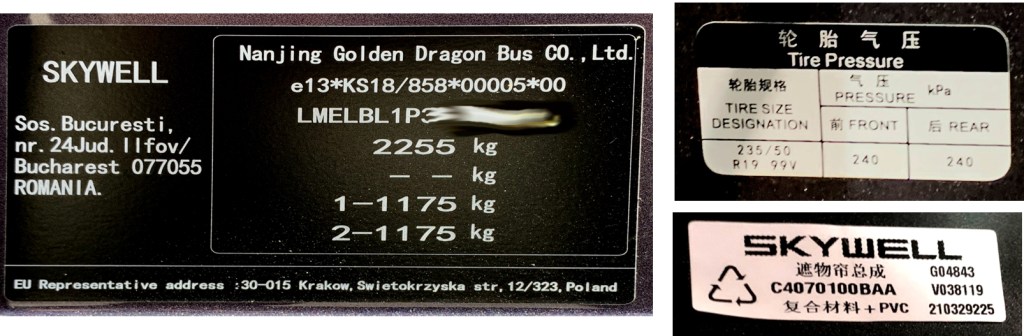 SKYWELL
Sos.Bucuresti,
nr.24Jud.Ilfov/
Bucharest 077055
ROMANIA.
Nanjing Golden Dragon Bus CO.,Ltd.
e13*KS18/858*00005*00
LMELBL1P3
2255 kg
— — kg
1-1175 kg
2-1175 kg
EU Representative address :30-015 Krakow,Swietokrzyska str,12/323,Poland
轮胎气压
Tire Pressure
轮胎规格
TIRE SIZE
DESIGNATION
气压
PRESSURE kPa
前 FRONT 后 REAR
235/50
R19 99V
240 240
SKYWELL
遮物帘总成 G04843
C4070100BAA V038119
复合材料+PVC 210329225